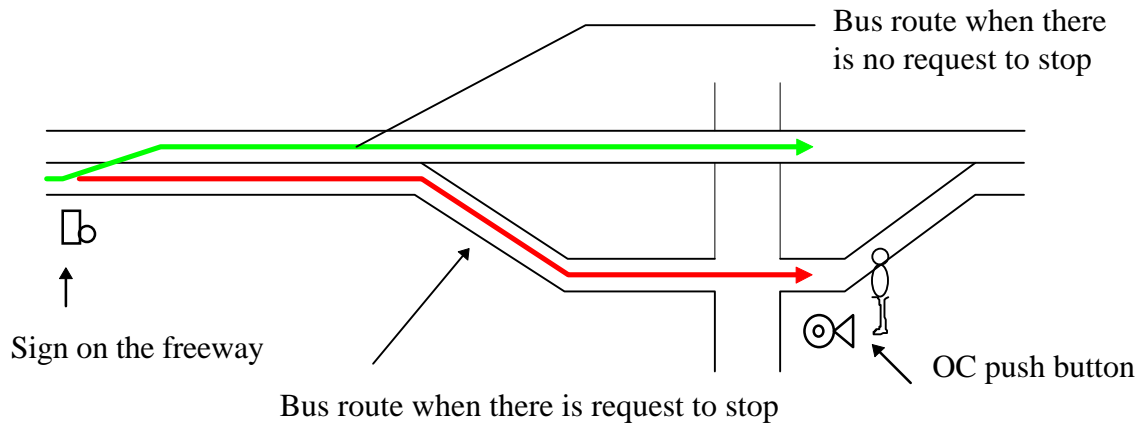 Bus route when there
is no request to stop
Sign on the freeway
OC push button
Bus route when there is request to stop